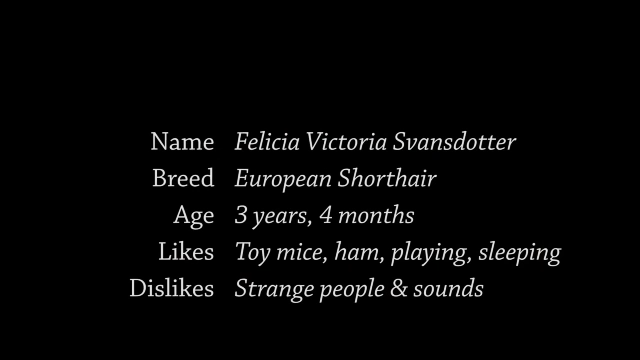 Name Felicia Victoria Svansdotter
Breed European Shorthair
Age 3 years, 4 months
Likes Toy mice, ham, playing, sleeping
Dislikes Strange people & sounds